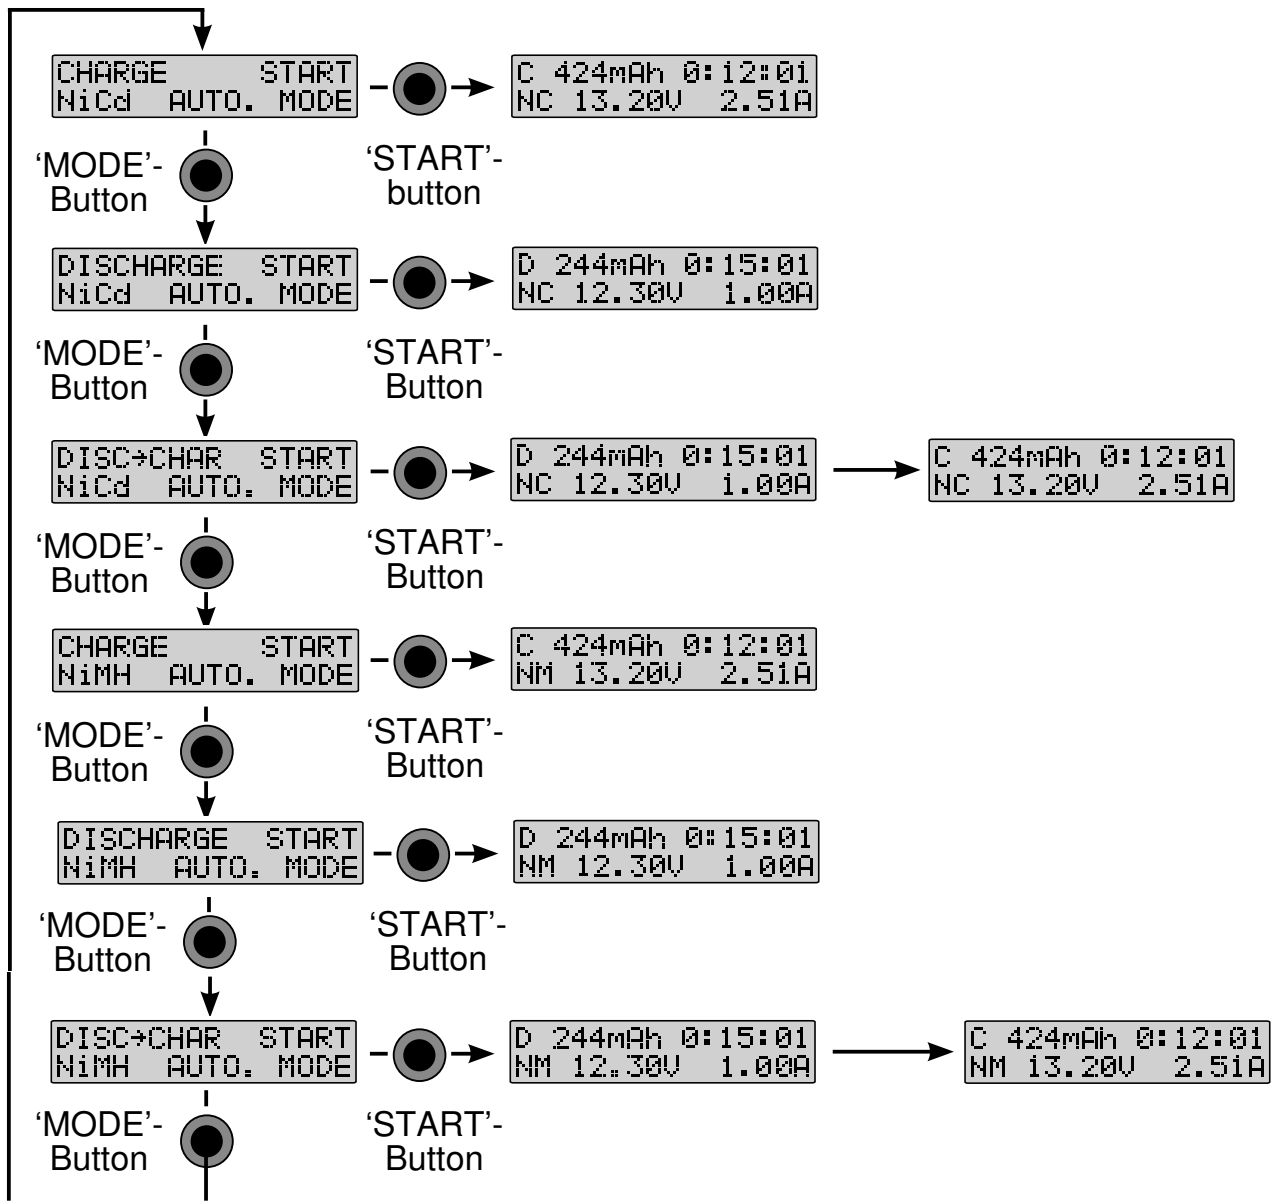 CHARGE START
NiCd AUTO. MODE
C 424mAh 0:12:01
NC 13.20V 2.51A
‘MODE’-
Button
‘START’-
button
DISCHARGE START
NiCd AUTO. MODE
D 244mAh 0:15:01
NC 12.30V 1.00A
‘MODE’-
Button
‘START’-
Button
DISC→CHAR START
NiCd AUTO. MODE
D 244mAh 0:15:01
NC 12.30V 1.00A
C 424mAh 0:12:01
NC 13.20V 2.51A
‘MODE’-
Button
‘START’-
Button
CHARGE START
NiMH AUTO. MODE
C 424mAh 0:12:01
NM 13.20V 2.51A
‘MODE’-
Button
‘START’-
Button
DISCHARGE START
NiMH AUTO. MODE
D 244mAh 0:15:01
NM 12.30V 1.00A
‘MODE’-
Button
‘START’-
Button
DISC→CHAR START
NiMH AUTO. MODE
D 244mAh 0:15:01
NM 12.30V 1.00A
C 424mAh 0:12:01
NM 13.20V 2.51A
‘MODE’-
Button
‘START’-
Button